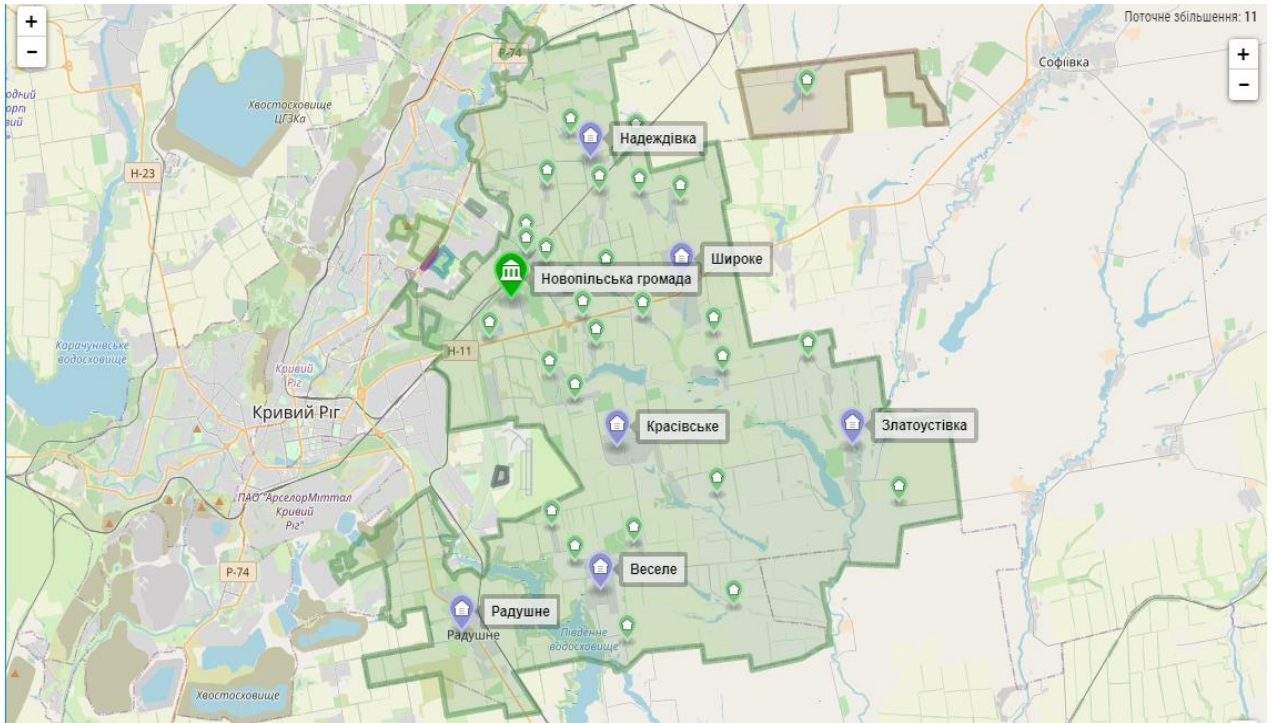 +
−
Поточне збільшення: 11
+
−
Р-74
Софіївка
Хвостосховище
ЦГЗКа
Надеждівка
Н-23
Широке
Новопільська громада
Н-11
Карачунівське
водосховище
Кривий
Ріг
Кривий Ріг
Красівське
Златоустівка
ПАО "АрселорМіттал
Кривий
Ріг"
Р-74
Веселе
Радушне
Радушне
Південне
водосховище
Хвостосховище